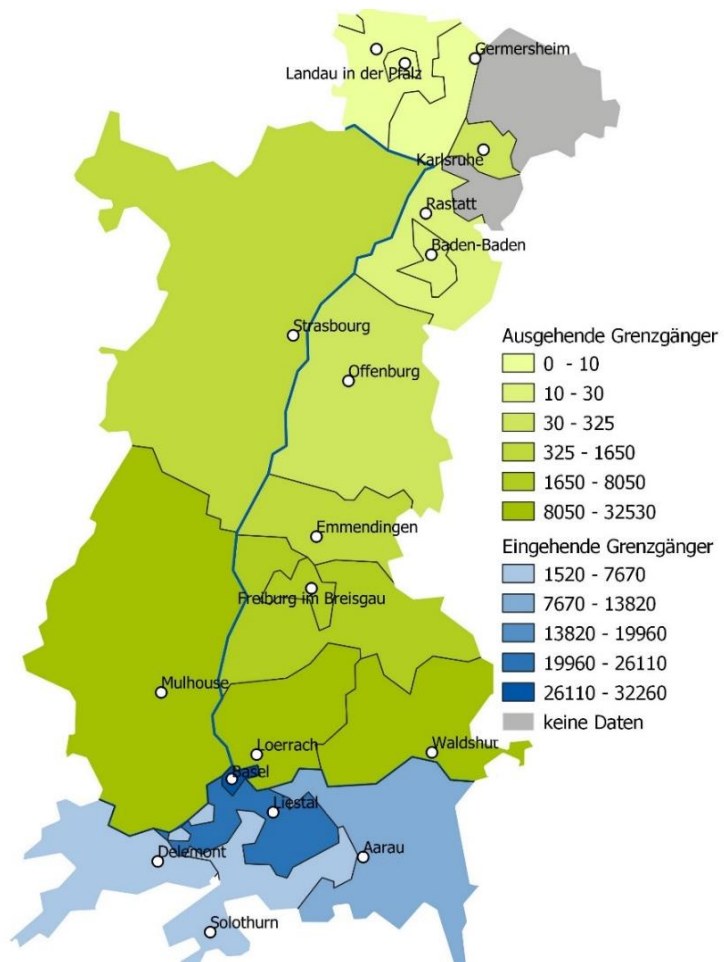 Germersheim
Landau in der Pfalz
Karlsruhe
Rastatt
Baden-Baden
Strasbourg
Offenburg
Emmendingen
Freiburg im Breisgau
Mulhouse
Loerrach
Waldshut
Basel
Liestal
Delemont
Aarau
Solothurn
Ausgehende Grenzgänger
0 - 10
10 - 30
30 - 325
325 - 1650
1650 - 8050
8050 - 32530
Eingehende Grenzgänger
1520 - 7670
7670 - 13820
13820 - 19960
19960 - 26110
26110 - 32260
keine Daten